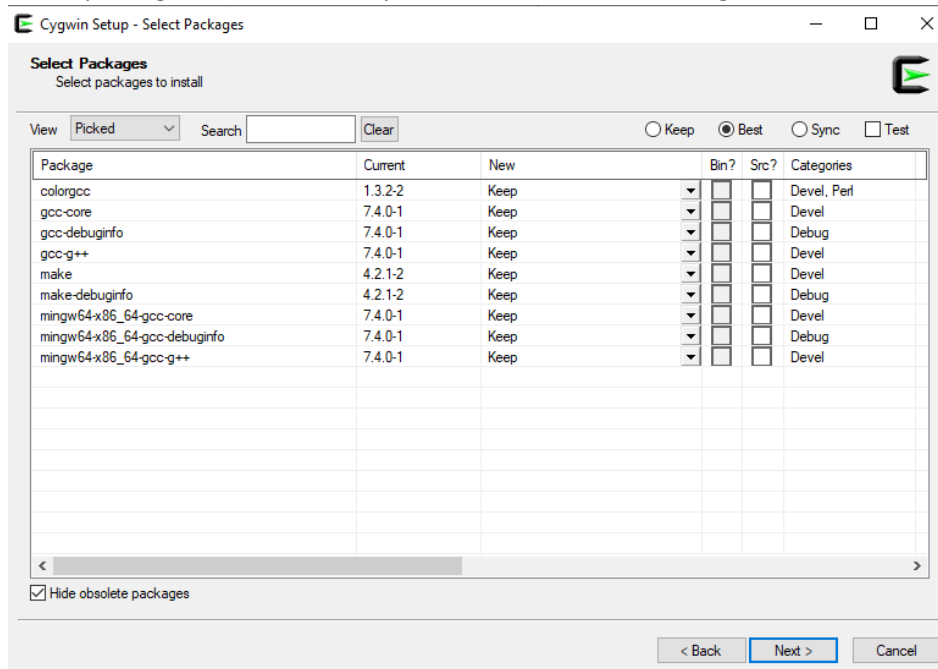 Cygwin Setup - Select Packages
Select Packages
Select packages to install
View Picked Search Clear Keep Best Sync Test
Package Current New Bin? Src? Categories
colorgcc 1.3.2-2 Keep Devel, Perl
gcc-core 7.4.0-1 Keep Devel
gcc-debuginfo 7.4.0-1 Keep Debug
gcc-g++ 7.4.0-1 Keep Devel
make 4.2.1-2 Keep Devel
make-debuginfo 4.2.1-2 Keep Debug
mingw64-x86_64-gcc-core 7.4.0-1 Keep Devel
mingw64-x86_64-gcc-debuginfo 7.4.0-1 Keep Debug
mingw64-x86_64-gcc-g++ 7.4.0-1 Keep Devel
Hide obsolete packages
< Back Next > Cancel